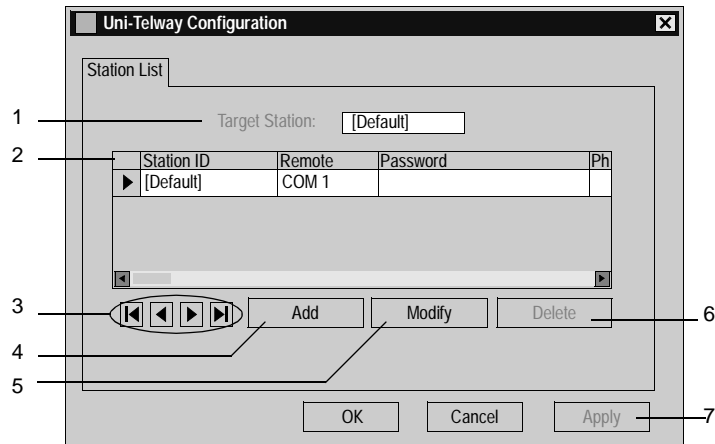 Uni-Telway Configuration
Station List
1 Target Station: [Default]
2 Station ID Remote Password Ph
[Default] COM 1
3 Add Modify Delete 6
4
5
OK Cancel Apply 7